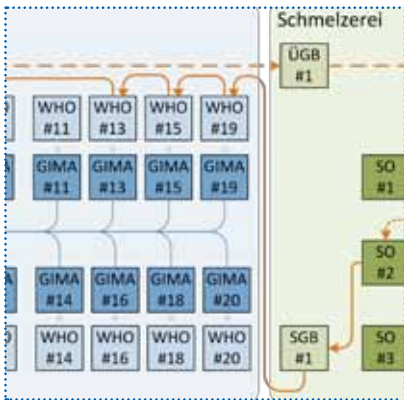 Schmelzerei
ÜGB
#1
WHO
#11
WHO
#13
WHO
#15
WHO
#19
GIMA
#11
GIMA
#13
GIMA
#15
GIMA
#19
SO
#1
SO
#2
GIMA
#14
GIMA
#16
GIMA
#18
GIMA
#20
WHO
#14
WHO
#16
WHO
#18
WHO
#20
SGB
#1
SO
#3